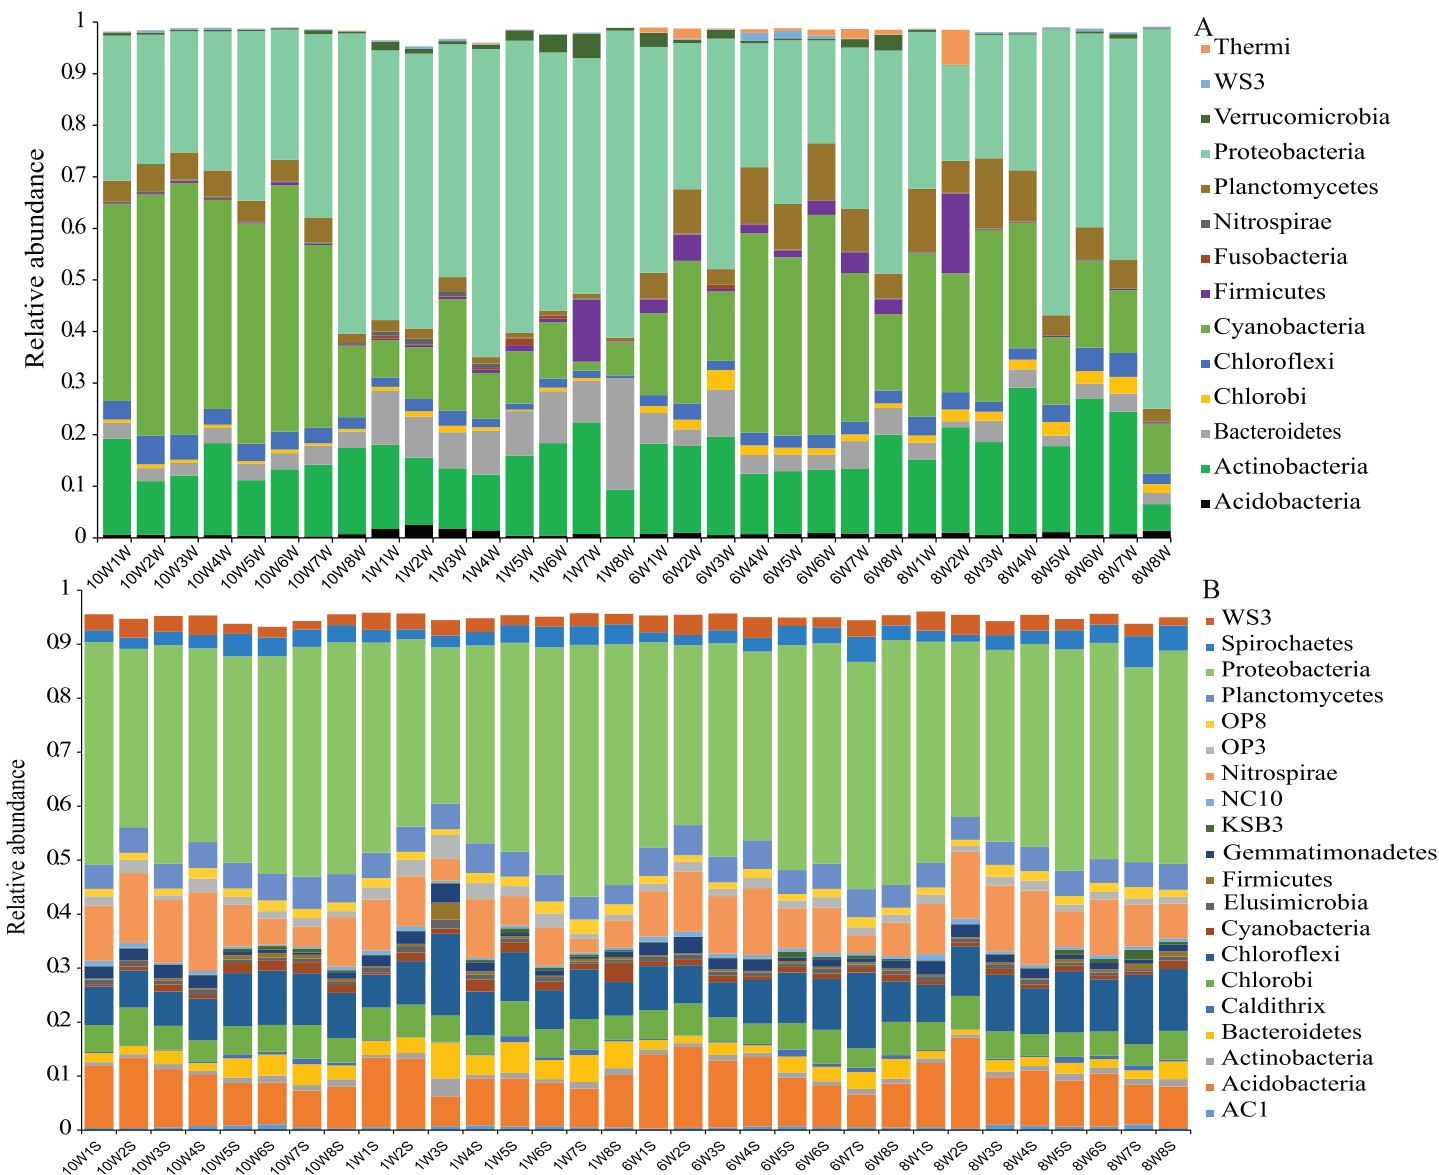 A
1
0.9
0.8
0.7
0.6
0.5
0.4
0.3
0.2
0.1
0
Relative abundance
Thermi
WS3
Verrucomicrobia
Proteobacteria
Planctomycetes
Nitrospirae
Fusobacteria
Firmicutes
Cyanobacteria
Chloroflexi
Chlorobi
Bacteroidetes
Actinobacteria
Acidobacteria
10W1W 10W2W 10W3W 10W4W 10W5W 10W6W 10W7W 10W8W 1W1W 1W2W 1W3W 1W4W 1W5W 1W6W 1W7W 1W8W 6W1W 6W2W 6W3W 6W4W 6W5W 6W6W 6W7W 6W8W 8W1W 8W2W 8W3W 8W4W 8W5W 8W6W 8W7W 8W8W
B
1
0.9
0.8
0.7
0.6
0.5
0.4
0.3
0.2
0.1
0
Relative abundance
WS3
Spirochaetes
Proteobacteria
Planctomycetes
OP8
OP3
Nitrospirae
NC10
KSB3
Gemmatimonadetes
Firmicutes
Elusimicrobia
Cyanobacteria
Chloroflexi
Chlorobi
Caldithrix
Bacteroidetes
Actinobacteria
Acidobacteria
AC1
10W1S 10W2S 10W3S 10W4S 10W5S 10W6S 10W7S 10W8S 1W1S 1W2S 1W3S 1W4S 1W5S 1W6S 1W7S 1W8S 6W1S 6W2S 6W3S 6W4S 6W5S 6W6S 6W7S 6W8S 8W1S 8W2S 8W3S 8W4S 8W5S 8W6S 8W7S 8W8S